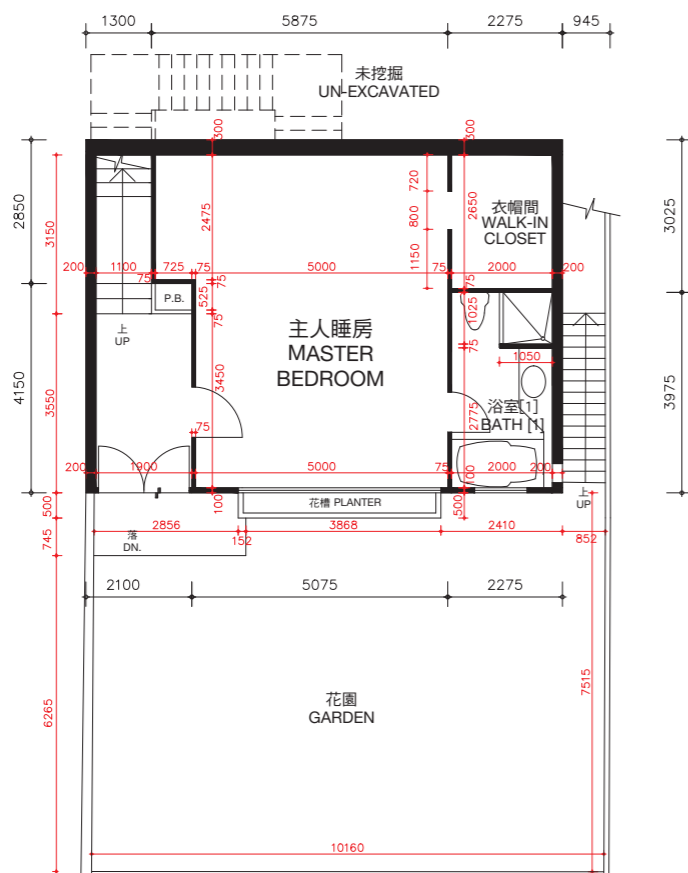 1300 5875 2275 945
未挖掘
UN-EXCAVATED
300 300
2850 3150 2475 720 800 1150 2650 3025
衣帽間
WALK-IN
CLOSET
200 1100 725 75 5000 75 2000 200
75 75 75
P.B.
525
75
上
UP
主人睡房
MASTER
BEDROOM
1025
75
1050
4150 3550 3450 2775 3975
浴室[1]
BATH [1]
75
200 1900 5000 75 2000 200
100 100
上
UP
花槽 PLANTER
500 500
2856 152 3868 2410 852
落
DN.
745
2100 5075 2275
6265 7515
花園
GARDEN
10160